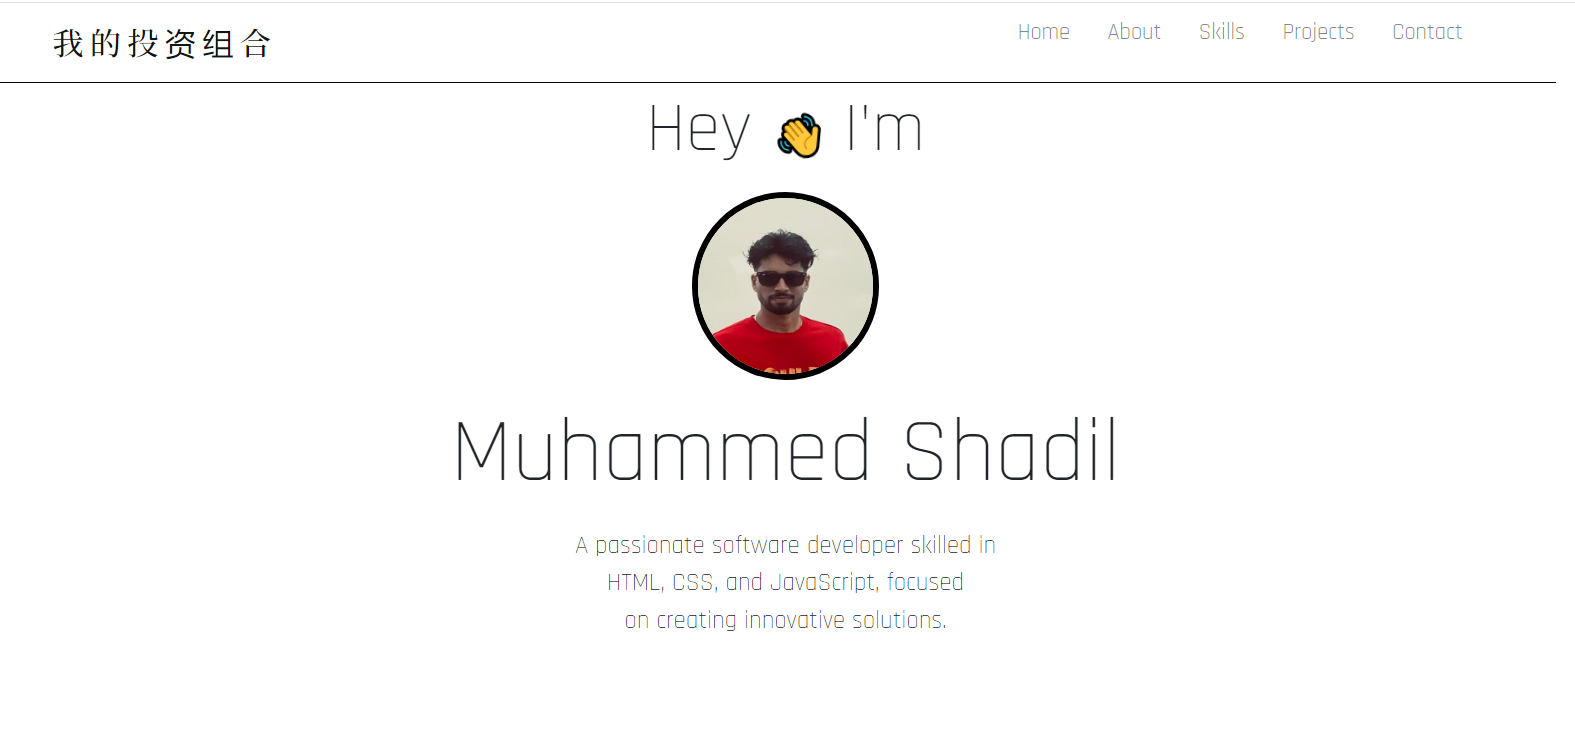 我的投资组合
Home About Skills Projects Contact
Hey 👋 I'm
Muhammed Shadil
A passionate software developer skilled in
HTML, CSS, and JavaScript, focused
on creating innovative solutions.